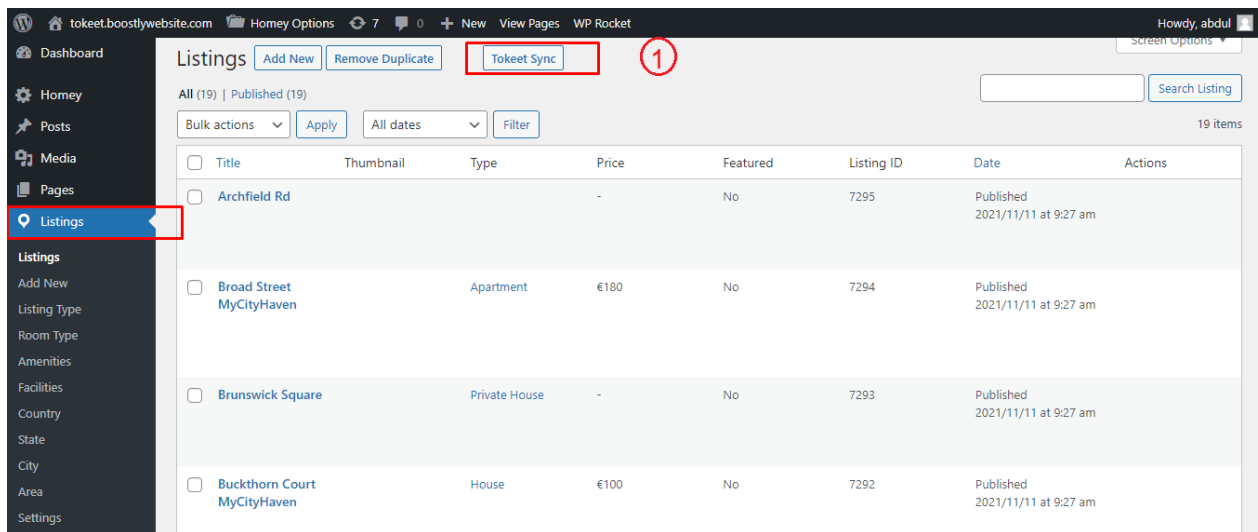 tokeet.boostlywebsite.com Homey Options 7 0 New View Pages WP Rocket Howdy, abdul
Dashboard
Homey
Posts
Media
Pages
Listings
Listings
Add New
Listing Type
Room Type
Amenities
Facilities
Country
State
City
Area
Settings
Screen Options
Listings Add New Remove Duplicate Tokeet Sync 1
All (19) | Published (19)
Search Listing
Bulk actions Apply All dates Filter 19 items
Title Thumbnail Type Price Featured Listing ID Date Actions
Archfield Rd - No 7295 Published
2021/11/11 at 9:27 am
Broad Street Apartment €180 No 7294 Published
MyCityHaven 2021/11/11 at 9:27 am
Brunswick Square Private House - No 7293 Published
2021/11/11 at 9:27 am
Buckthorn Court House €100 No 7292 Published
MyCityHaven 2021/11/11 at 9:27 am